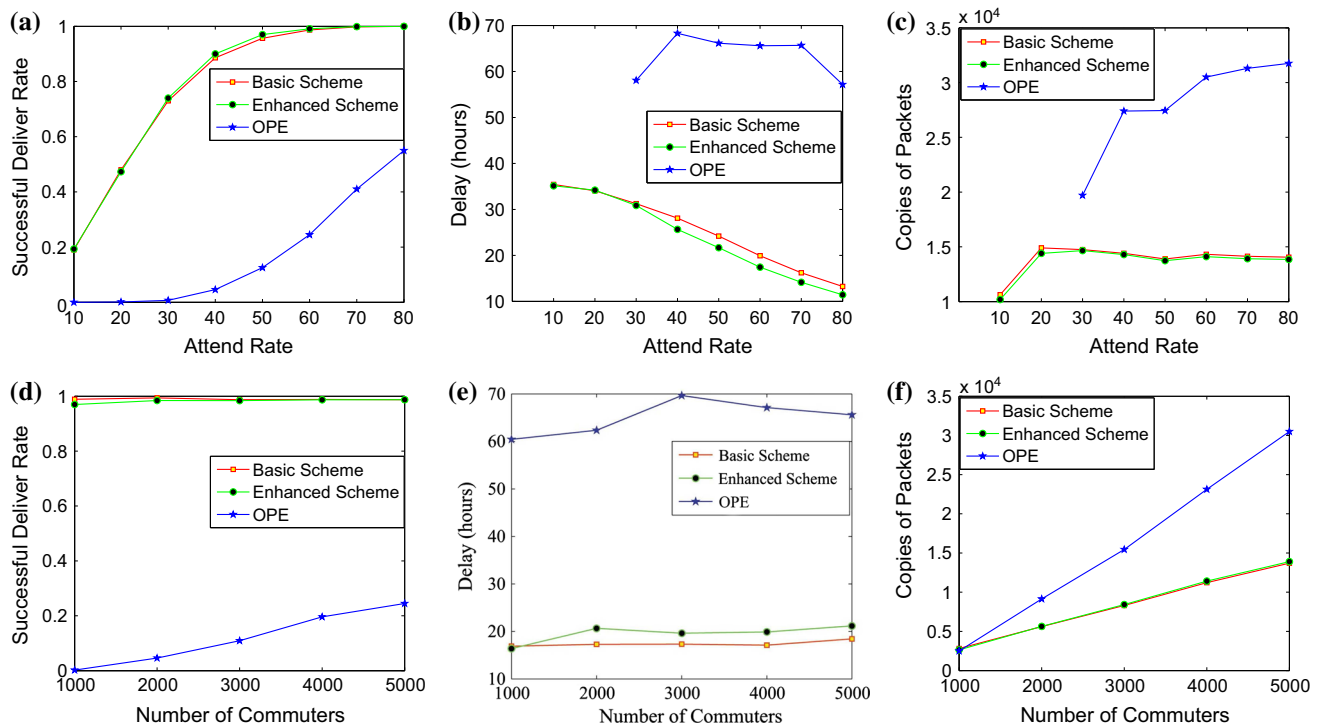 (a)
1
0.8
0.6
0.4
0.2
0
Successful Deliver Rate
Basic Scheme
Enhanced Scheme
OPE
10 20 30 40 50 60 70 80
Attend Rate
(b)
70
60
50
40
30
20
10
Delay (hours)
Basic Scheme
Enhanced Scheme
OPE
10 20 30 40 50 60 70 80
Attend Rate
(c)
x 10⁴
3.5
3
2.5
2
1.5
1
Copies of Packets
Basic Scheme
Enhanced Scheme
OPE
10 20 30 40 50 60 70 80
Attend Rate
(d)
1
0.8
0.6
0.4
0.2
0
Successful Deliver Rate
Basic Scheme
Enhanced Scheme
OPE
1000 2000 3000 4000 5000
Number of Commuters
(e)
70
60
50
40
30
20
10
Delay (hours)
Basic Scheme
Enhanced Scheme
OPE
1000 2000 3000 4000 5000
Number of Commuters
(f)
x 10⁴
3.5
3
2.5
2
1.5
1
0.5
0
Copies of Packets
Basic Scheme
Enhanced Scheme
OPE
1000 2000 3000 4000 5000
Number of Commuters